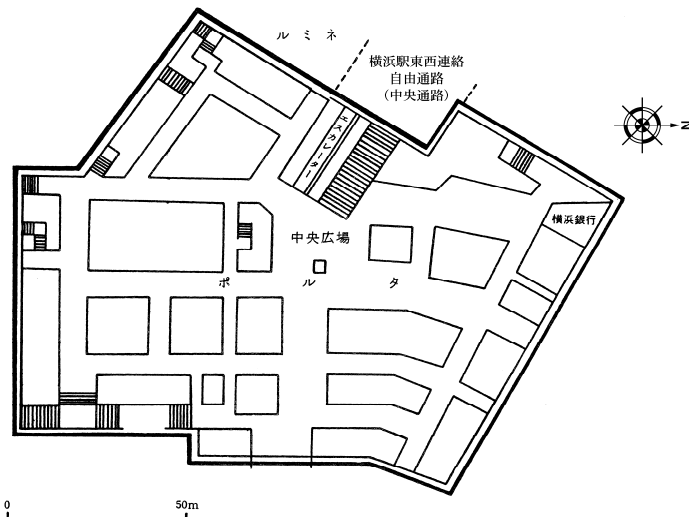 ルミネ
横浜駅東西連絡
自由通路
（中央通路）
エスカレーター
N
横浜銀行
中央広場
ポルタ
0 50m